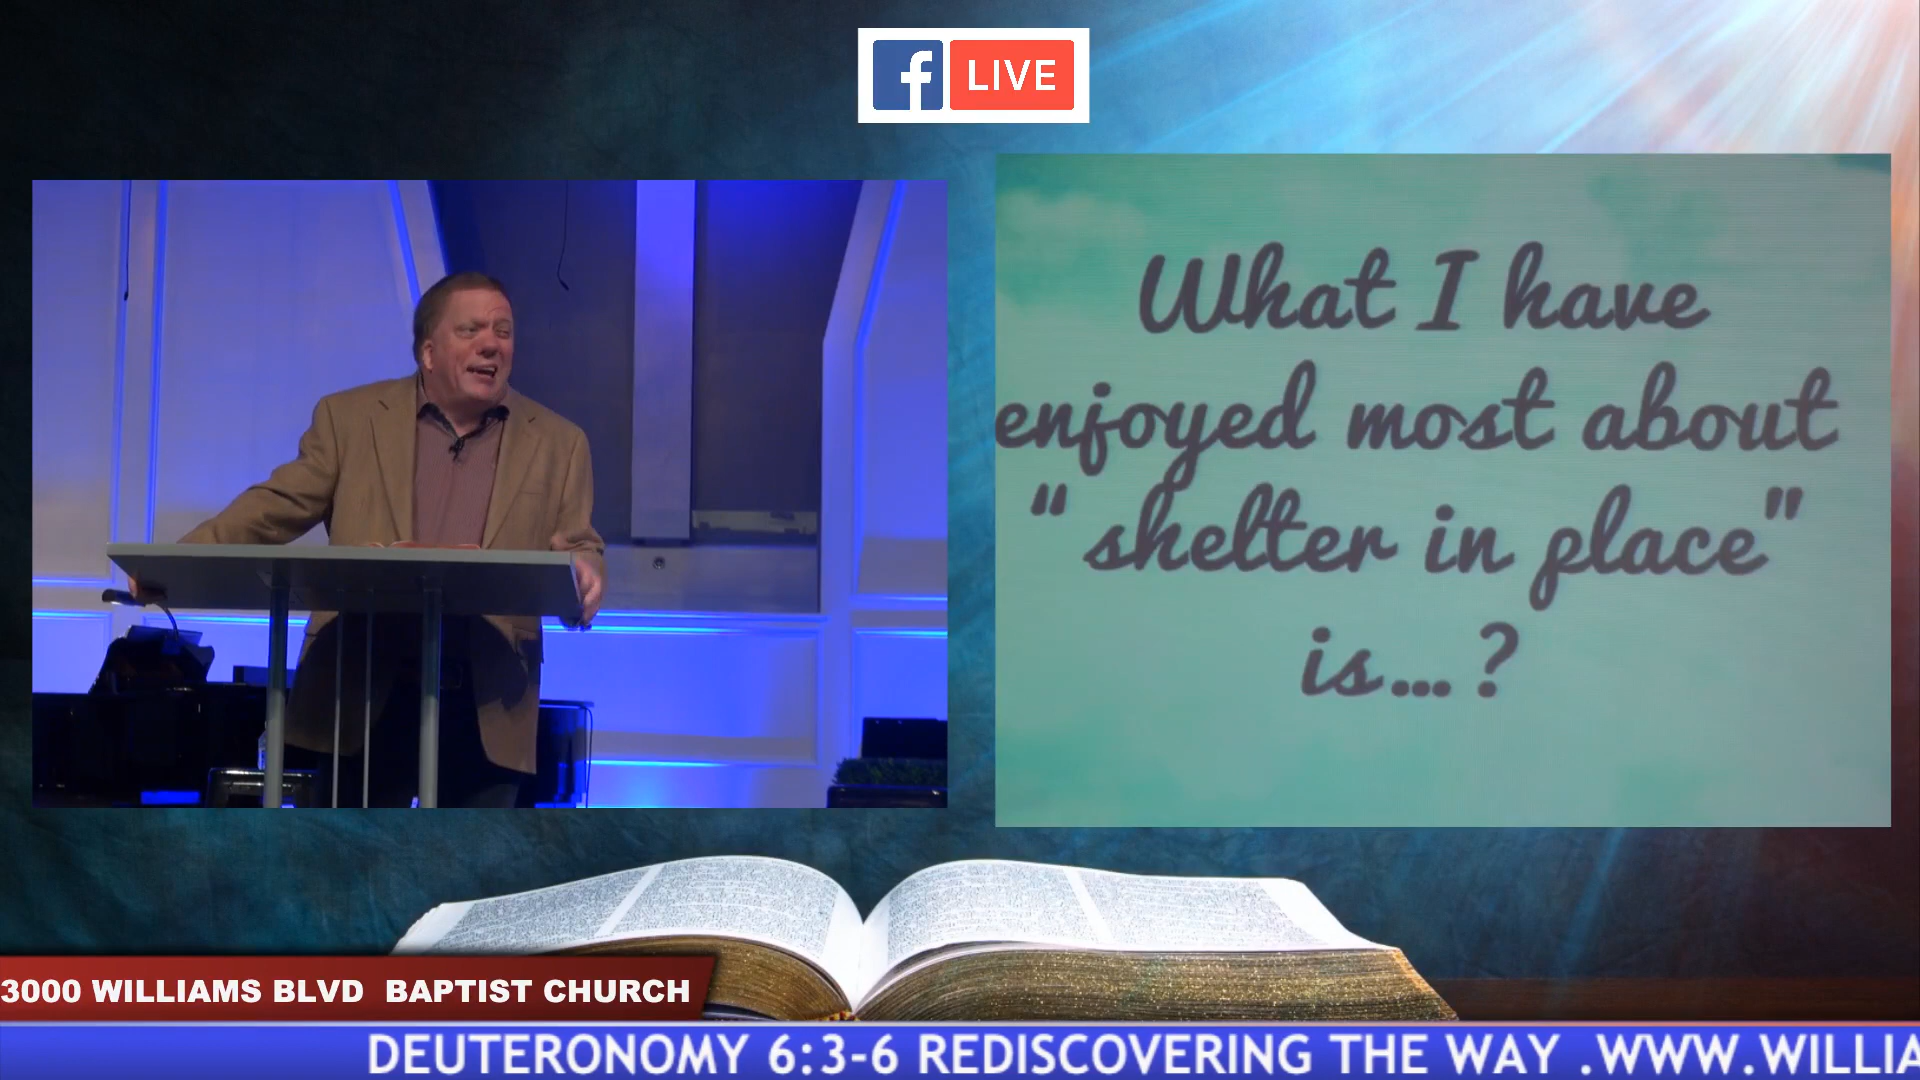 f LIVE
What I have
enjoyed most about
"shelter in place"
is...?
3000 WILLIAMS BLVD BAPTIST CHURCH
DEUTERONOMY 6:3-6 REDISCOVERING THE WAY .WWW.WILLIA